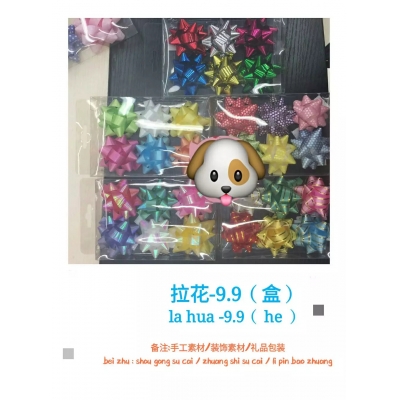 拉花-9.9（盒）
la hua -9.9（ he ）
备注:手工素材/装饰素材/礼品包装
bei zhu : shou gong su cai / zhuang shi su cai / li pin bao zhuang